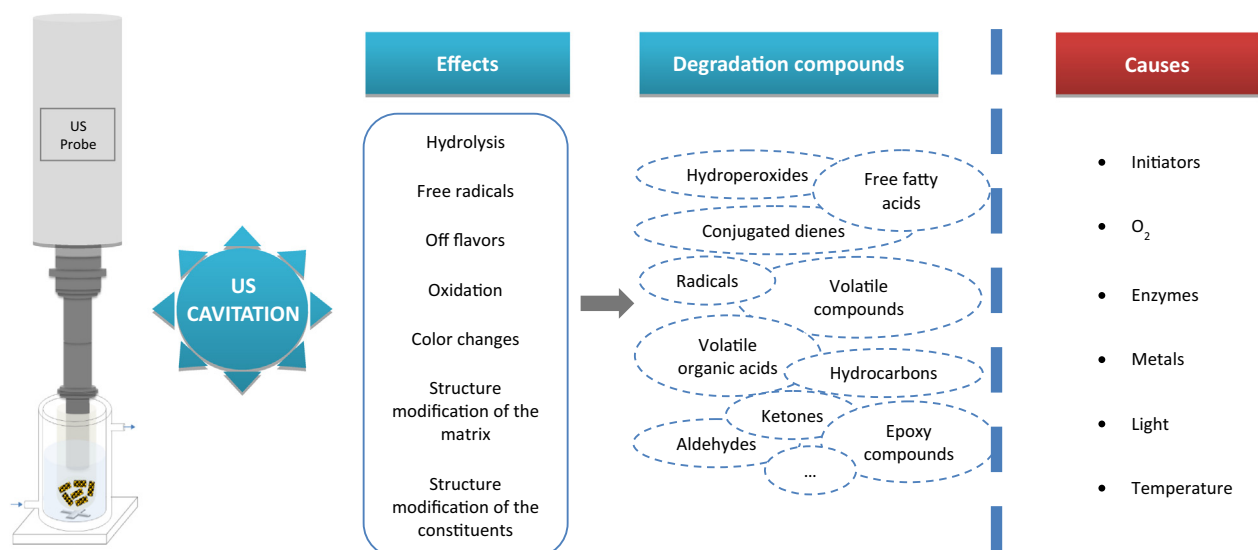 US
Probe
US
CAVITATION
Effects
Hydrolysis
Free radicals
Off flavors
Oxidation
Color changes
Structure
modification of the
matrix
Structure
modification of the
constituents
Degradation compounds
Hydroperoxides
Free fatty
acids
Conjugated dienes
Radicals
Volatile
compounds
Volatile
organic acids
Hydrocarbons
Ketones
Aldehydes
Epoxy
compounds
...
Causes
• Initiators
• O₂
• Enzymes
• Metals
• Light
• Temperature